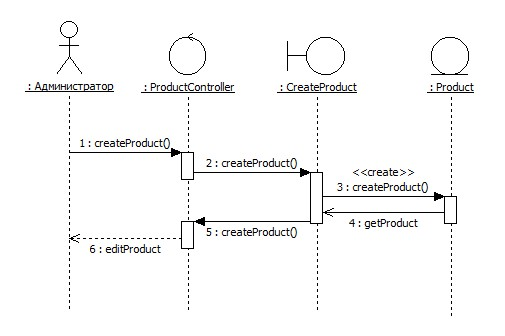 : Администратор
: ProductController
: CreateProduct
: Product
1 : createProduct()
2 : createProduct()
<<create>>
3 : createProduct()
4 : getProduct
5 : createProduct()
6 : editProduct